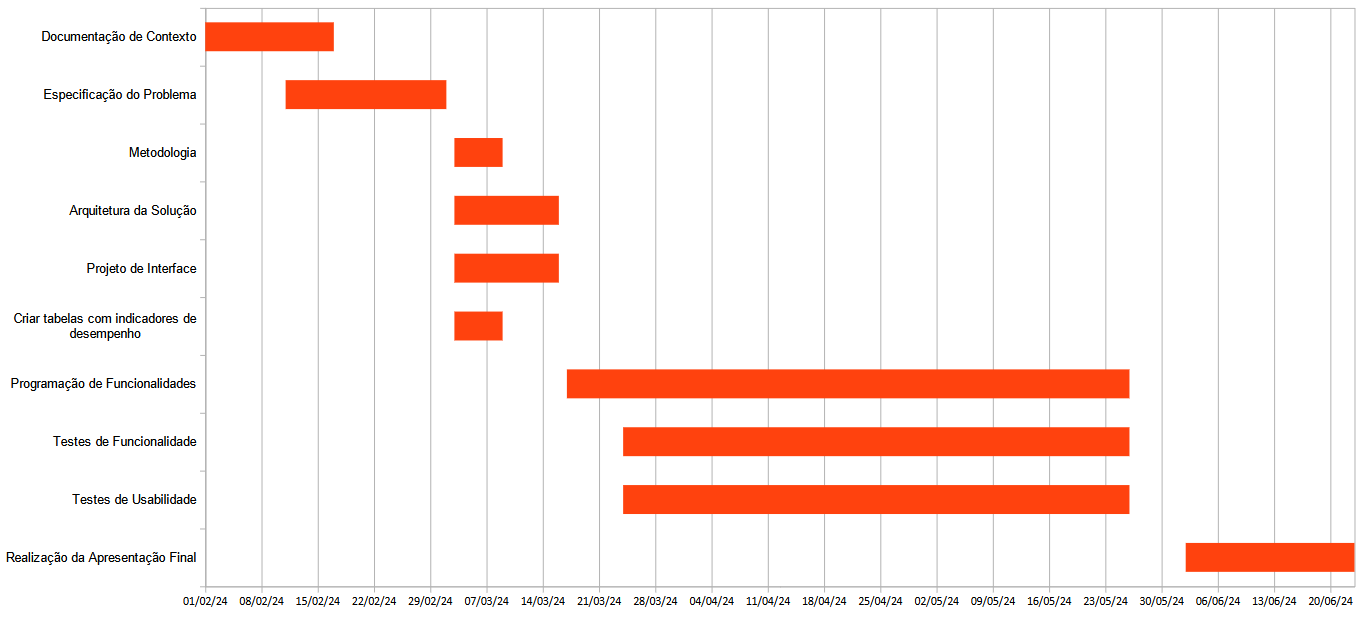 Documentação de Contexto
Especificação do Problema
Metodologia
Arquitetura da Solução
Projeto de Interface
Criar tabelas com indicadores de
desempenho
Programação de Funcionalidades
Testes de Funcionalidade
Testes de Usabilidade
Realização da Apresentação Final
01/02/24 08/02/24 15/02/24 22/02/24 29/02/24 07/03/24 14/03/24 21/03/24 28/03/24 04/04/24 11/04/24 18/04/24 25/04/24 02/05/24 09/05/24 16/05/24 23/05/24 30/05/24 06/06/24 13/06/24 20/06/24